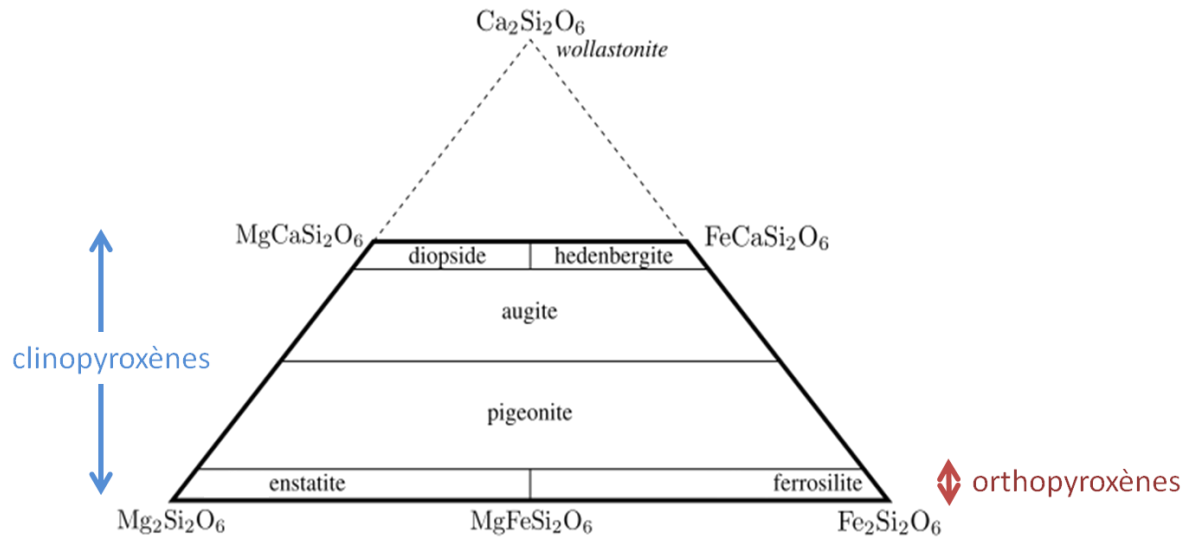 Ca₂Si₂O₆
wollastonite
MgCaSi₂O₆
FeCaSi₂O₆
diopside
hedenbergite
augite
clinopyroxènes
pigeonite
enstatite
ferrosilite
orthopyroxènes
Mg₂Si₂O₆
MgFeSi₂O₆
Fe₂Si₂O₆